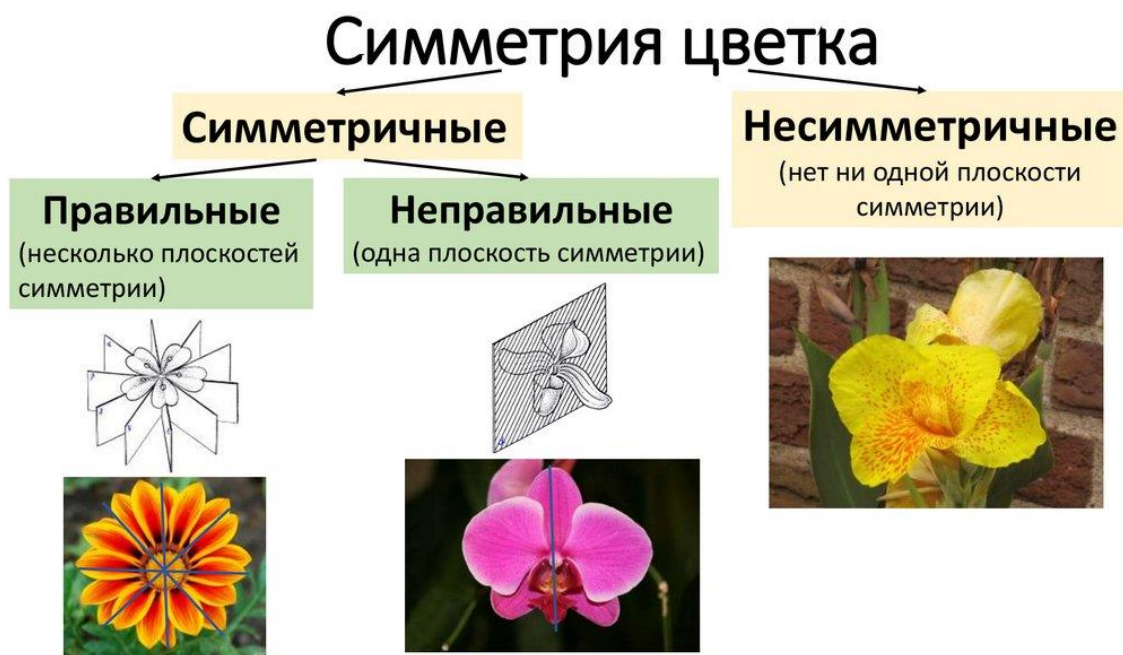 Симметрия цветка
Симметричные
Несимметричные
(нет ни одной плоскости
симметрии)
Правильные
(несколько плоскостей
симметрии)
Неправильные
(одна плоскость симметрии)